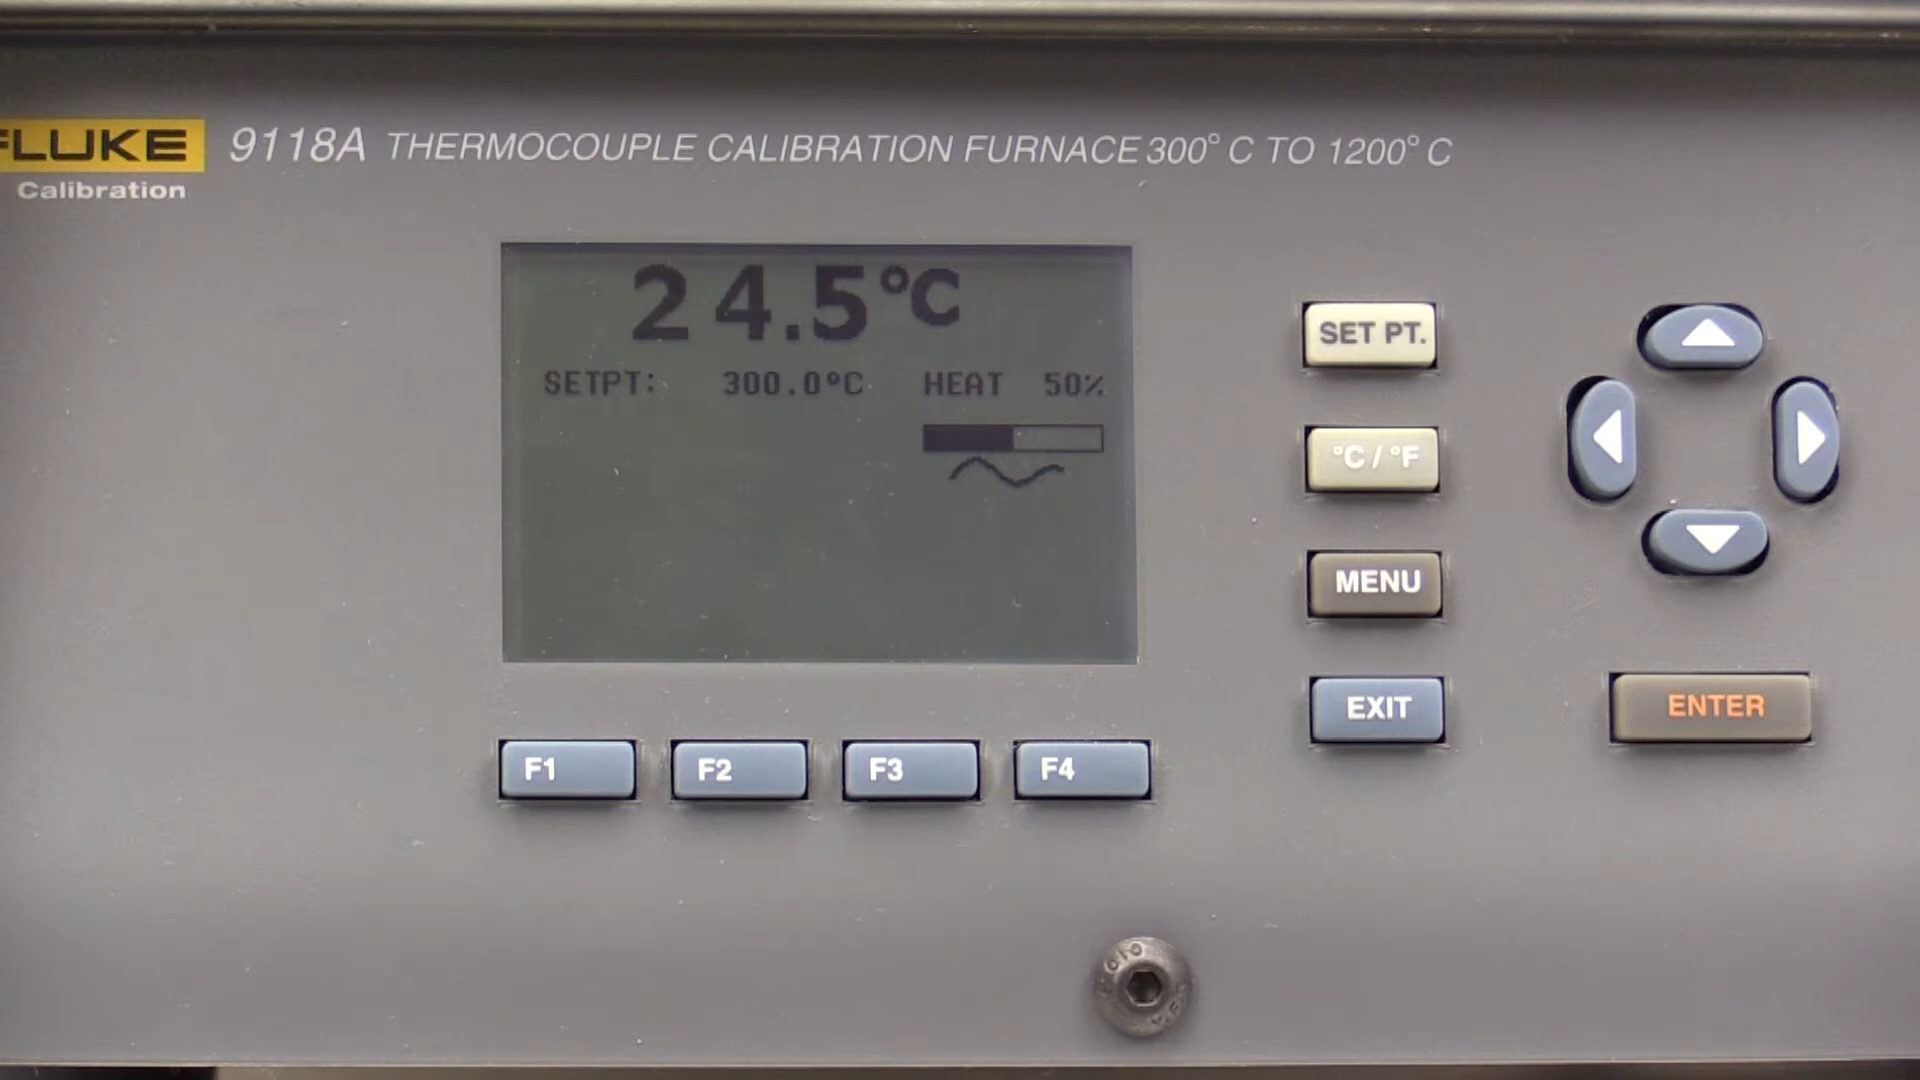 FLUKE
Calibration
9118A THERMOCOUPLE CALIBRATION FURNACE 300° C TO 1200° C
24.5°C
SETPT: 300.0°C HEAT 50%
SET PT.
°C / °F
MENU
EXIT
ENTER
F1 F2 F3 F4